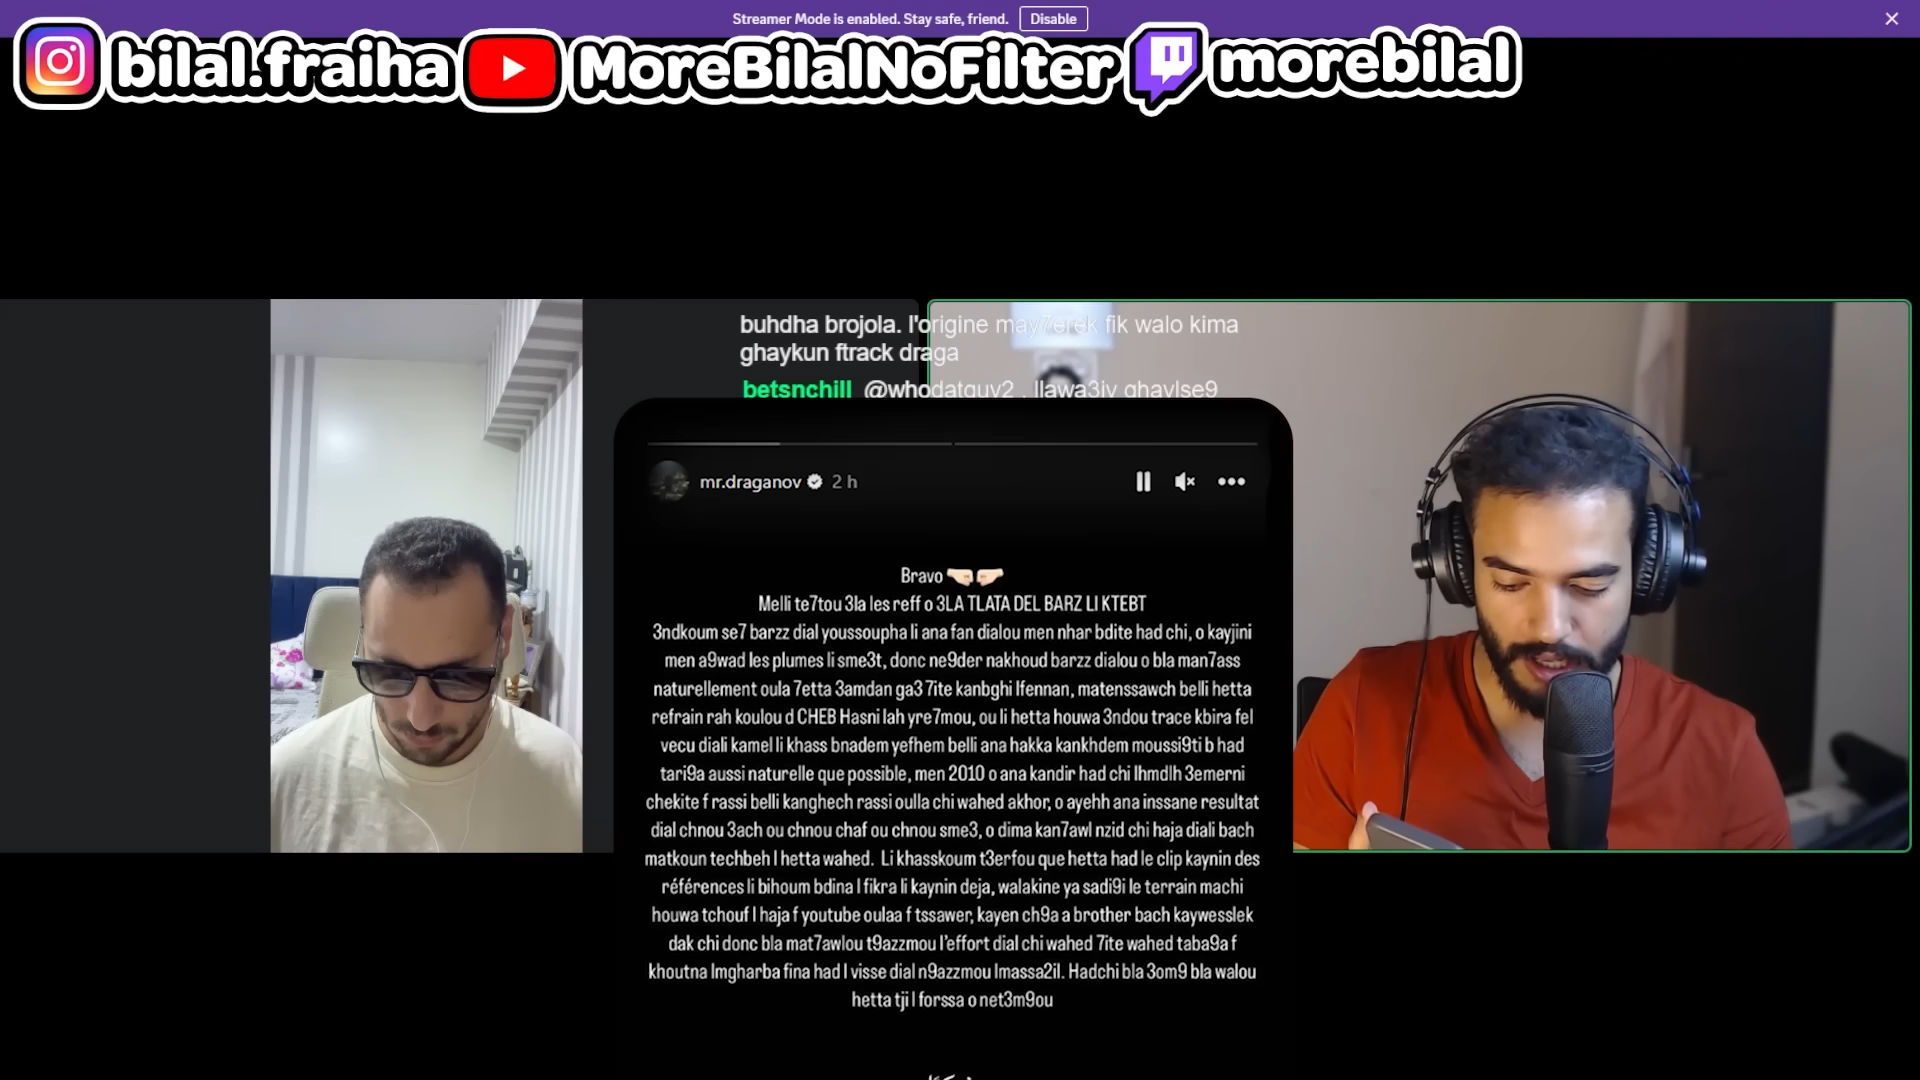 Streamer Mode is enabled. Stay safe, friend. Disable
bilal.fraiha MoreBilalNoFilter morebilal
buhdha brojola. l'origine may7erek fik walo kima
ghaykun ftrack draga
betsnchill @whodatguy2 , llawa3iy ghaylse9
mr.draganov 2 h
Bravo
Melli te7tou 3la les reff o 3LA TLATA DEL BARZ LI KTEBT
3ndkoum se7 barzz dial youssoupha li ana fan dialou men nhar bdite had chi, o kayjini
men a9wad les plumes li sme3t, donc ne9der nakhoud barzz dialou o bla man7ass
naturellement oula 7etta 3amdan ga3 7ite kanbghi lfennan, matenssawch belli hetta
refrain rah koulou d CHEB Hasni lah yre7mou, ou li hetta houwa 3ndou trace kbira fel
vecu diali kamel li khass bnadem yefhem belli ana hakka kankhdem moussi9ti b had
tari9a aussi naturelle que possible, men 2010 o ana kandir had chi lhmdlh 3emerni
chekite f rassi belli kanghech rassi oulla chi wahed akhor, o ayehh ana inssane resultat
dial chnou 3ach ou chnou chaf ou chnou sme3, o dima kan7awl nzid chi haja diali bach
matkoun techbeh l hetta wahed. Li khasskoum t3erfou que hetta had le clip kaynin des
références li bihoum bdina l fikra li kaynin deja, walakine ya sadi9i le terrain machi
houwa tchouf l haja f youtube oulaa f tssawer, kayen ch9a a brother bach kaywesslek
dak chi donc bla mat7awlou t9azzmou l'effort dial chi wahed 7ite wahed taba9a f
khoutna lmgharba fina had l visse dial n9azzmou lmassa2il. Hadchi bla 3om9 bla walou
hetta tji l forssa o net3m9ou